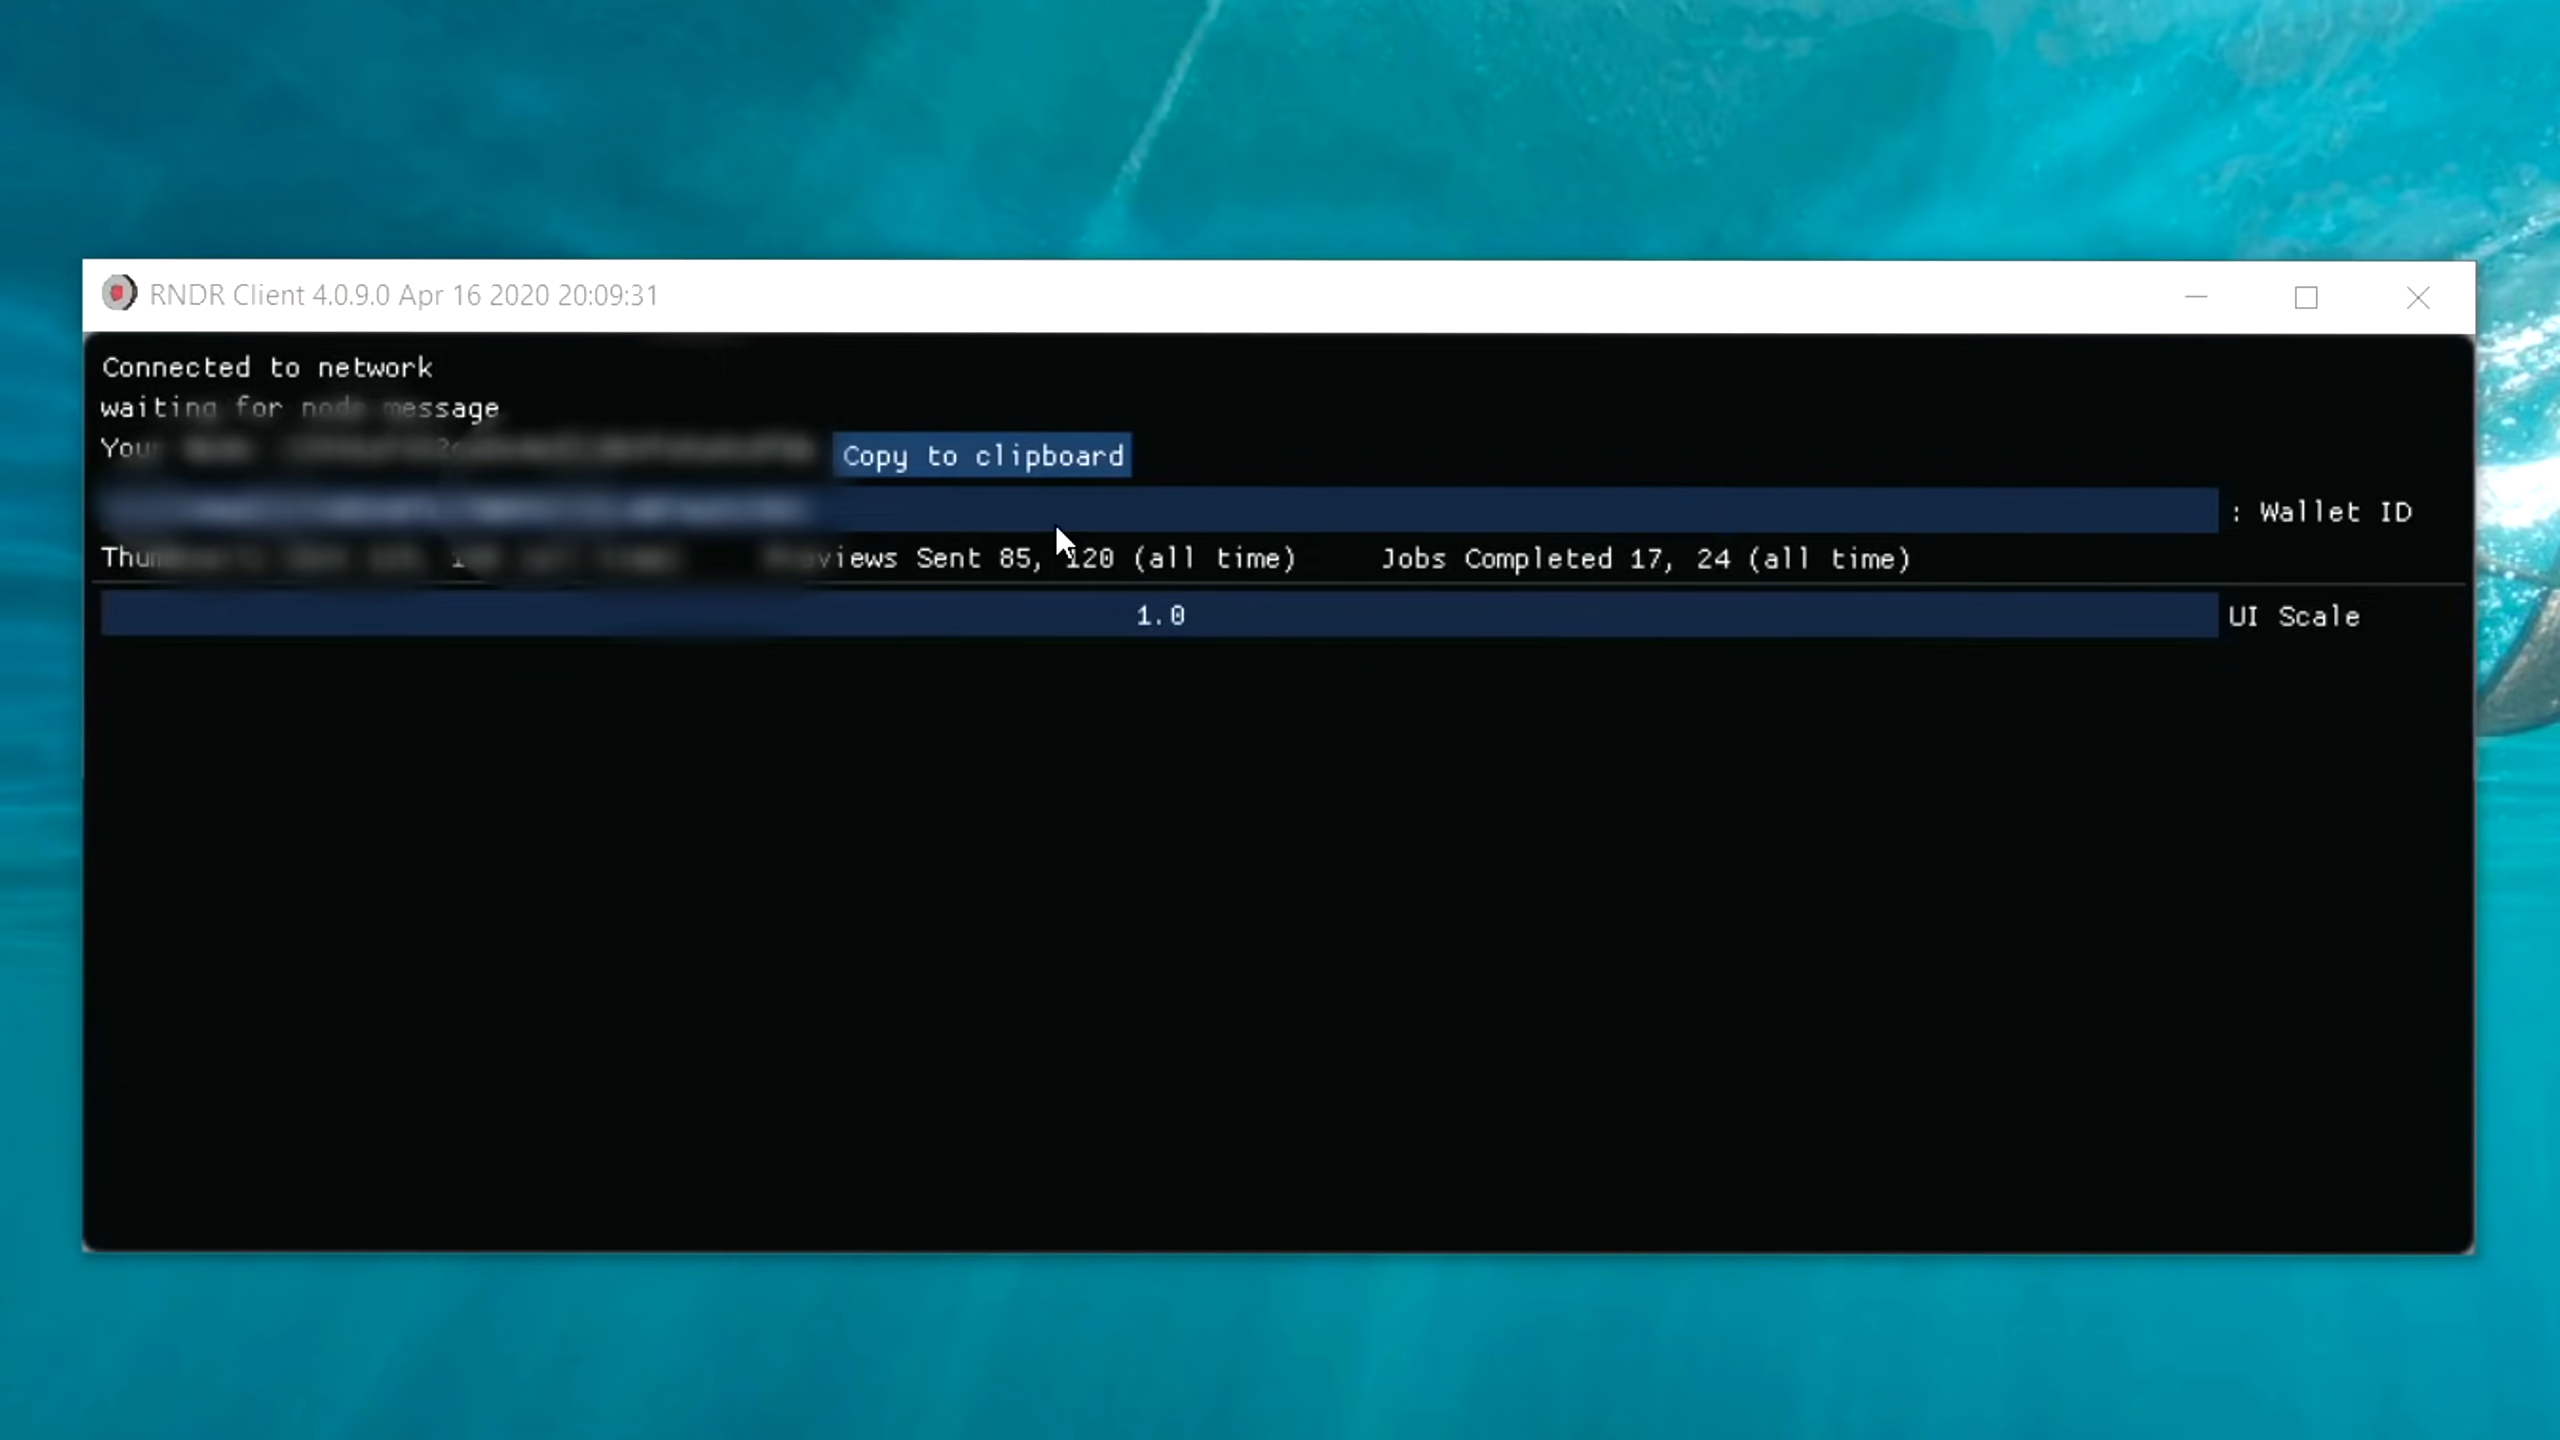 RNDR Client 4.0.9.0 Apr 16 2020 20:09:31
Connected to network
waiting for node message
Your Copy to clipboard
: Wallet ID
Previews Sent 85, 120 (all time) Jobs Completed 17, 24 (all time)
1.0 UI Scale